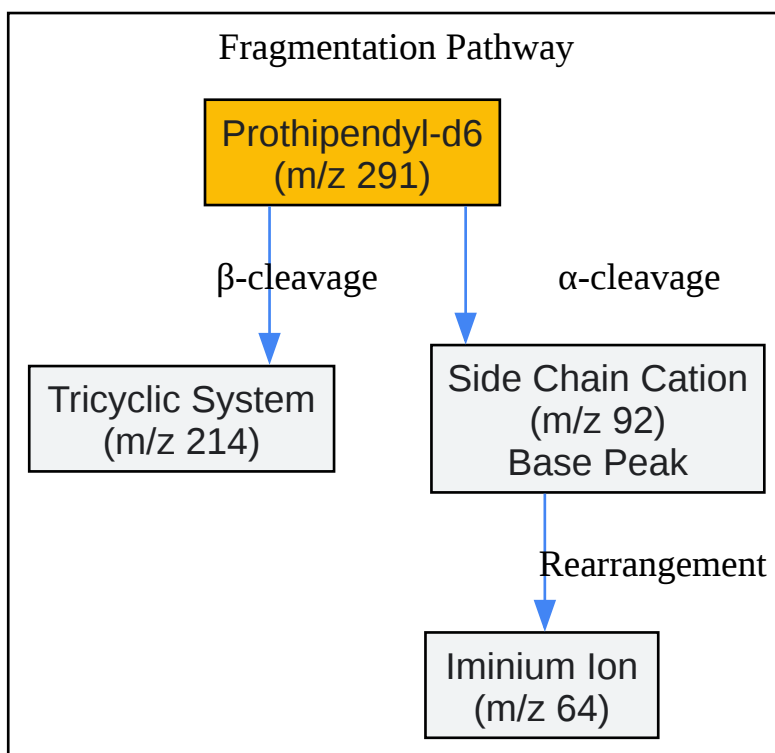 Fragmentation Pathway
Prothipendyl-d6
(m/z 291)
β-cleavage
α-cleavage
Tricyclic System
(m/z 214)
Side Chain Cation
(m/z 92)
Base Peak
Rearrangement
Iminium Ion
(m/z 64)